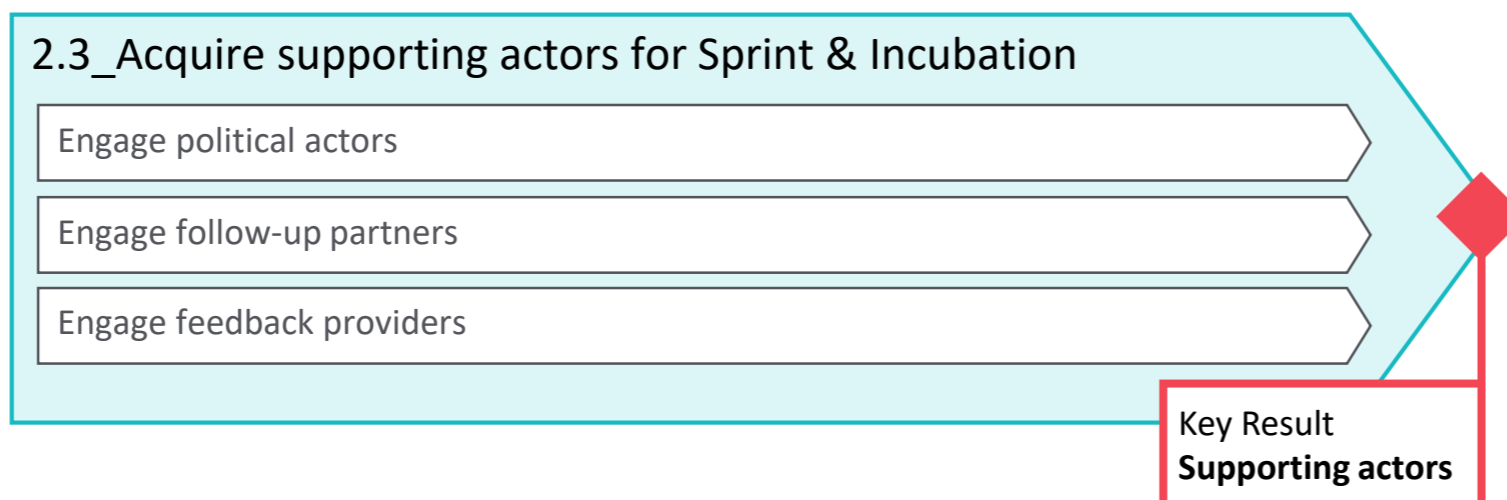 2.3_Acquire supporting actors for Sprint & Incubation
Engage political actors
Engage follow-up partners
Engage feedback providers
Key Result
Supporting actors